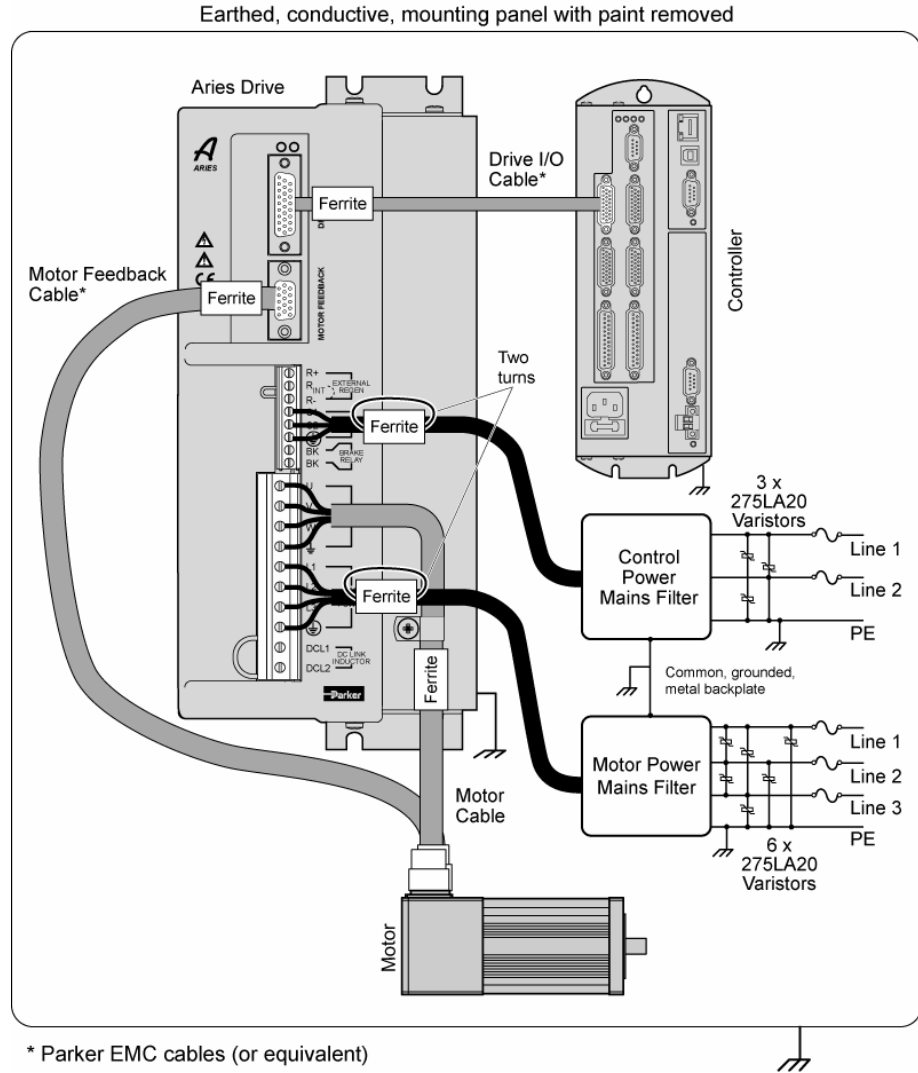 Earthed, conductive, mounting panel with paint removed
Aries Drive
ARIES
Drive I/O
Cable*
Ferrite
Controller
Motor Feedback
Cable*
Ferrite
MOTOR FEEDBACK
Two
turns
R+
RINT
R-
EXTERNAL
REGEN
Ferrite
BK
BK
BRAKE
RELAY
U
V
W
3 x
275LA20
Varistors
Control
Power
Mains Filter
Line 1
Line 2
PE
L1
Ferrite
DCL1
DCL2
DC LINK
INDUCTOR
Parker
Ferrite
Common, grounded,
metal backplate
Motor Power
Mains Filter
Line 1
Line 2
Line 3
PE
6 x
275LA20
Varistors
Motor
Cable
Motor
* Parker EMC cables (or equivalent)